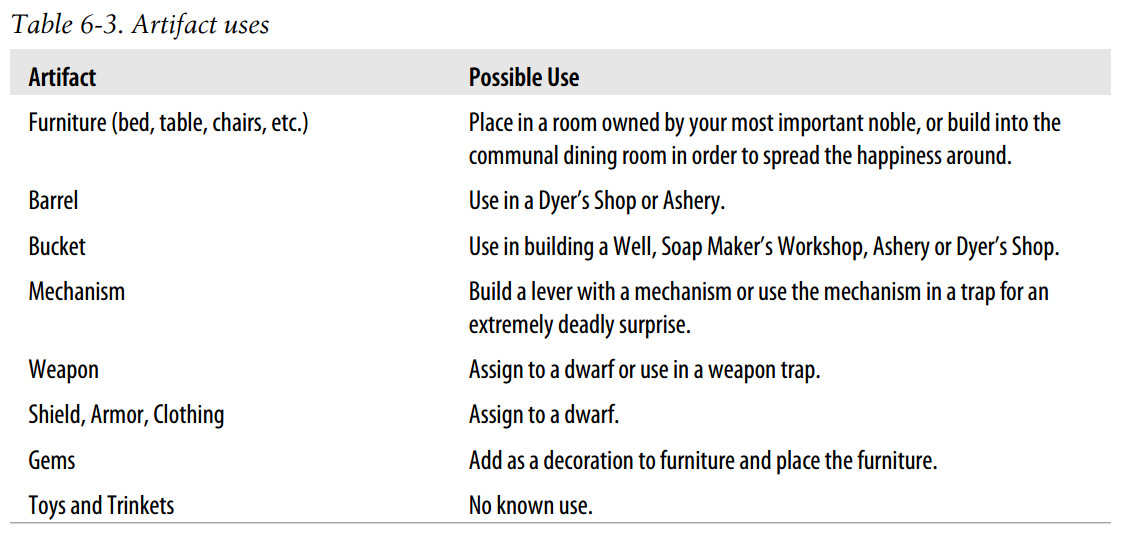 Table 6-3. Artifact uses
Artifact Possible Use
Furniture (bed, table, chairs, etc.) Place in a room owned by your most important noble, or build into the
communal dining room in order to spread the happiness around.
Barrel Use in a Dyer’s Shop or Ashery.
Bucket Use in building a Well, Soap Maker’s Workshop, Ashery or Dyer’s Shop.
Mechanism Build a lever with a mechanism or use the mechanism in a trap for an
extremely deadly surprise.
Weapon Assign to a dwarf or use in a weapon trap.
Shield, Armor, Clothing Assign to a dwarf.
Gems Add as a decoration to furniture and place the furniture.
Toys and Trinkets No known use.